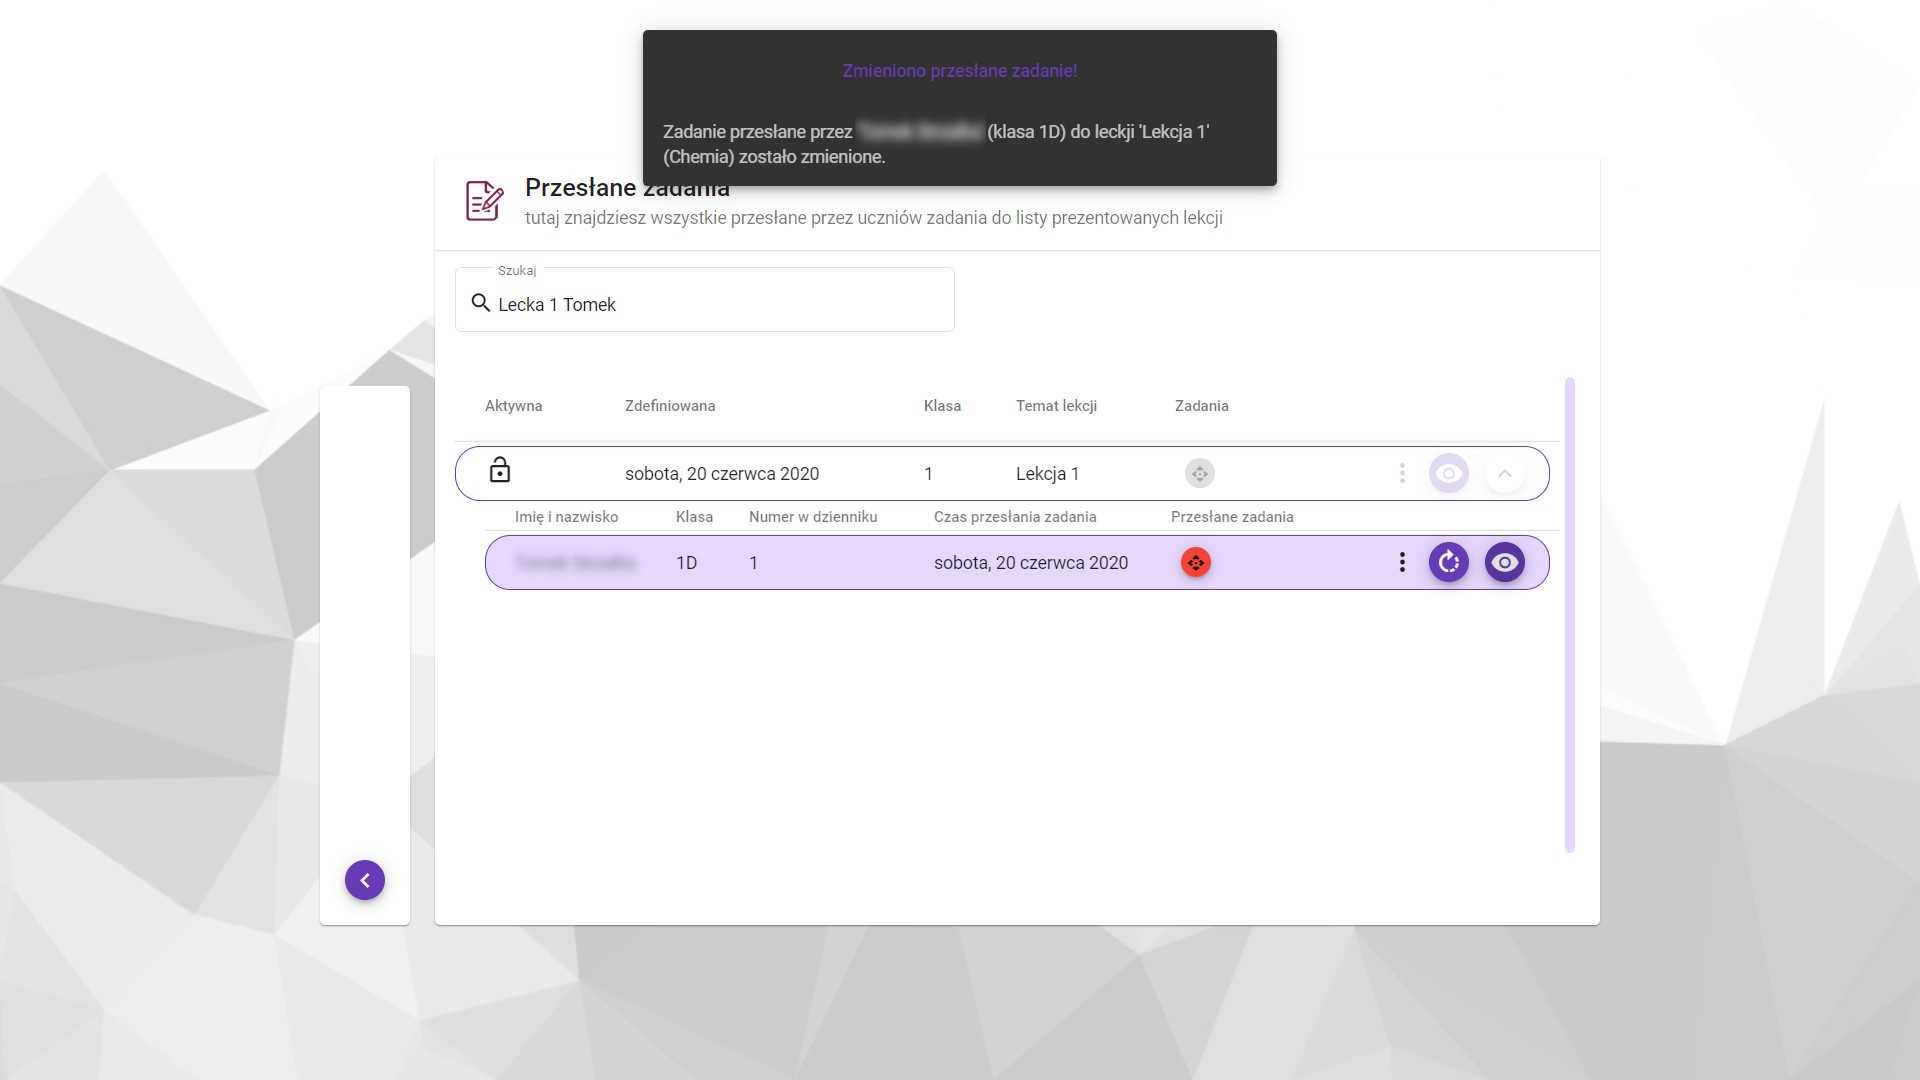 Zmieniono przesłane zadanie!
Zadanie przesłane przez (klasa 1D) do leckji 'Lekcja 1'
(Chemia) zostało zmienione.
Przesłane zadania
tutaj znajdziesz wszystkie przesłane przez uczniów zadania do listy prezentowanych lekcji
Szukaj
Lecka 1 Tomek
Aktywna Zdefiniowana Klasa Temat lekcji Zadania
sobota, 20 czerwca 2020 1 Lekcja 1
Imię i nazwisko Klasa Numer w dzienniku Czas przesłania zadania Przesłane zadania
1D 1 sobota, 20 czerwca 2020